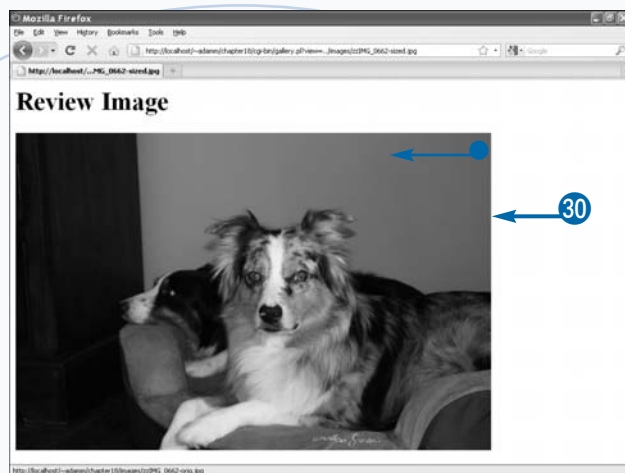 Mozilla Firefox
File Edit View History Bookmarks Tools Help
http://localhost/~adamm/chapter18/cgi-bin/gallery.pl?view=../images/zzIMG_0662-sized.jpg
Google
http://localhost/...MG_0662-sized.jpg
Review Image
30
http://localhost/~adamm/chapter18/images/zzIMG_0662-orig.jpg